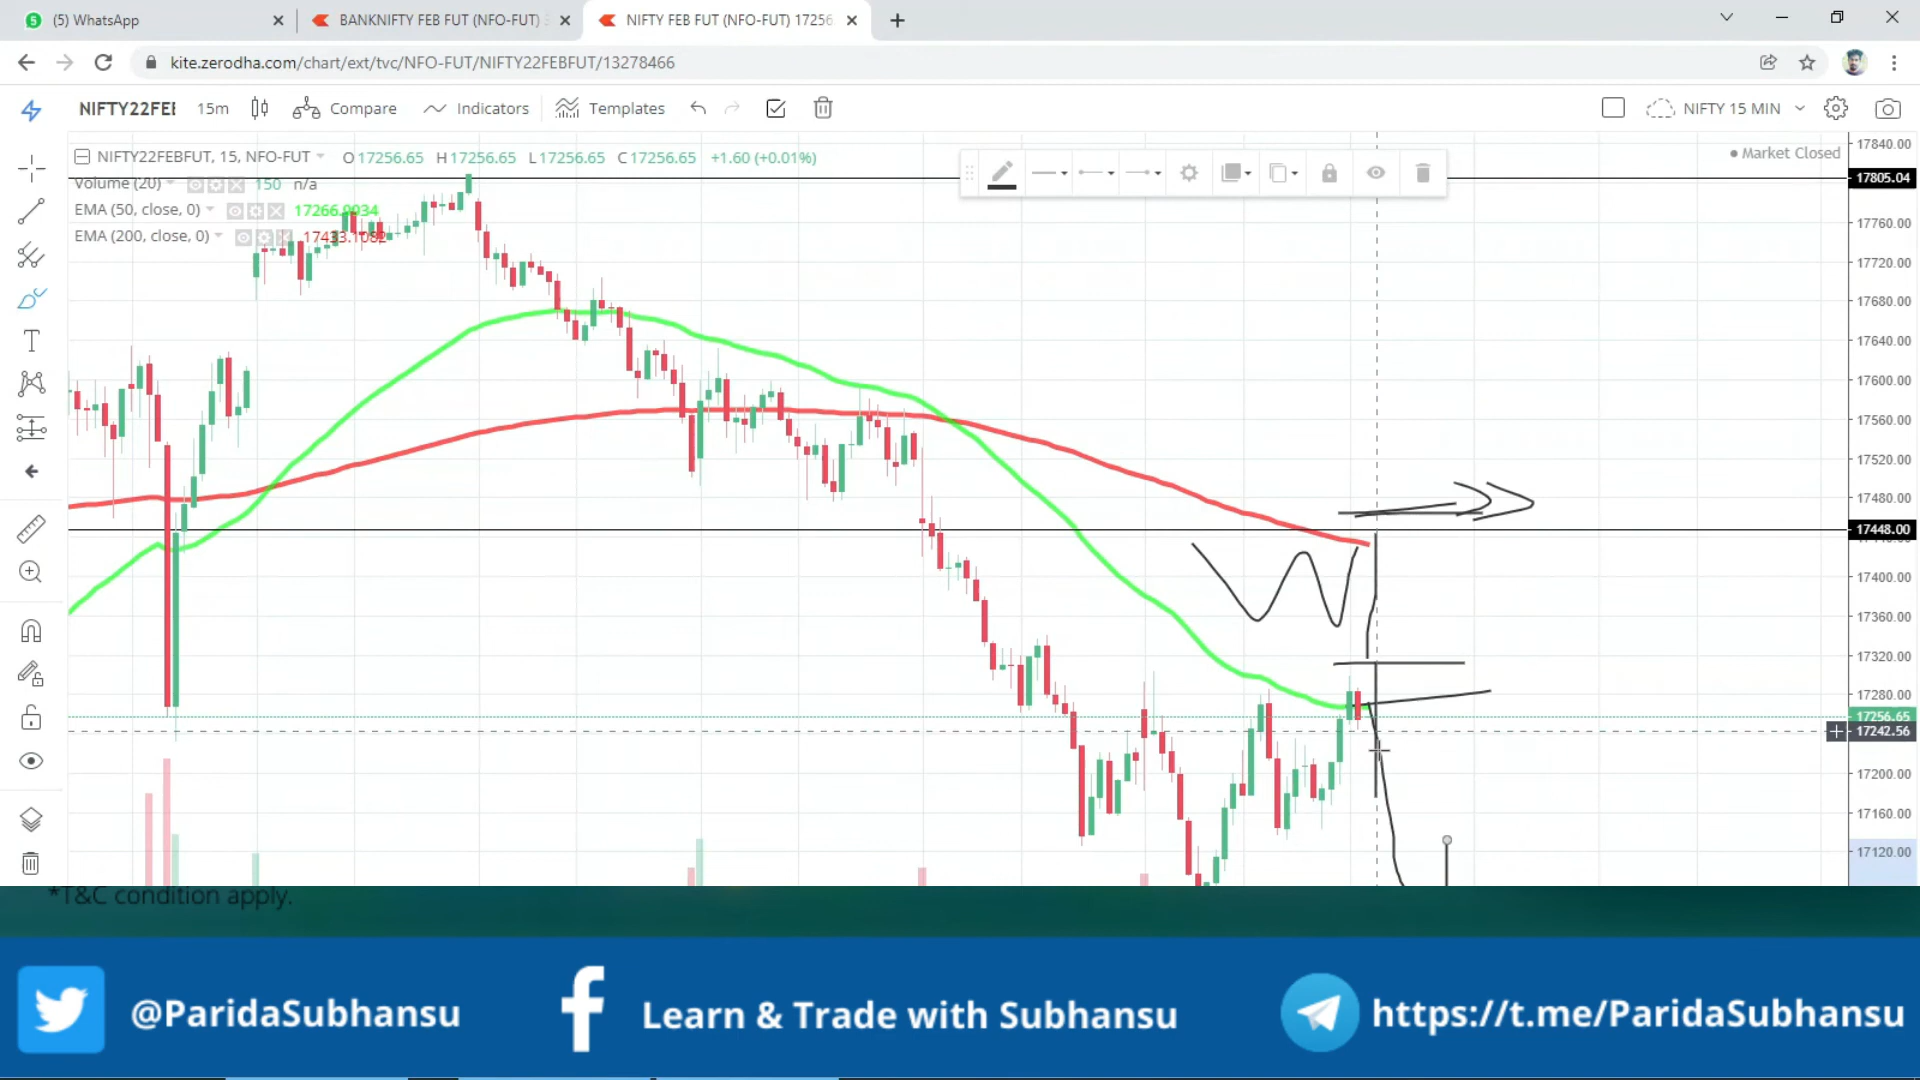 (5) WhatsApp
BANKNIFTY FEB FUT (NFO-FUT)
NIFTY FEB FUT (NFO-FUT) 17256
kite.zerodha.com/chart/ext/tvc/NFO-FUT/NIFTY22FEBFUT/13278466
NIFTY22FEB 15m Compare Indicators Templates NIFTY 15 MIN
NIFTY22FEBFUT, 15, NFO-FUT O 17256.65 H 17256.65 L 17256.65 C 17256.65 +1.60 (+0.01%)
Market Closed
Volume (20) 150 n/a
EMA (50, close, 0) 17266.9934
EMA (200, close, 0) 17433.1082
17840.00
17805.04
17760.00
17720.00
17680.00
17640.00
17600.00
17560.00
17520.00
17480.00
17448.00
17400.00
17360.00
17320.00
17280.00
17256.65
17242.56
17200.00
17160.00
17120.00
*T&C condition apply.
@ParidaSubhansu
Learn & Trade with Subhansu
https://t.me/ParidaSubhansu